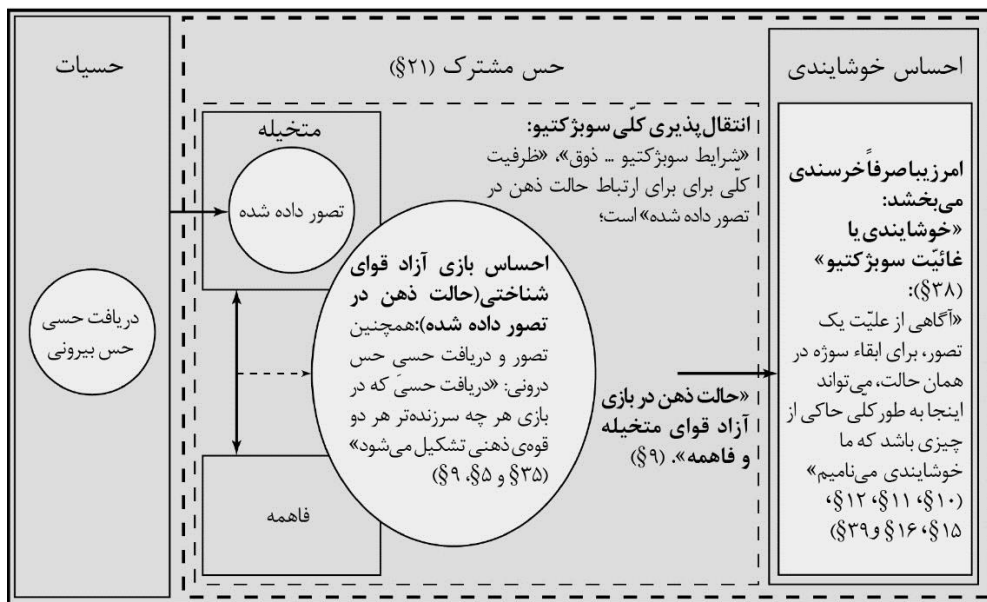 احساس خوشایندی
امرزیباصرفاًخرسندی
می‌بخشد:
«خوشایندی یا
غائیّت سوبژکتیو»
(§۳۸):
«آگاهی از علیّت یک
تصور، برای ابقاء سوژه در
همان حالت، می‌تواند
اینجا به طور کلّی حاکی از
چیزی باشد که ما
خوشایندی می‌نامیم»
(§۱۰، §۱۱، §۱۲،
§۱۵، §۱۶ و §۳۹)
حس مشترک (§۲۱)
انتقال‌پذیری کلّی سوبژکتیو:
«شرایط سوبژکتیو ... ذوق»، «ظرفیت
کلّی برای برای ارتباط حالت ذهن در
تصور داده شده» است؛
متخیله
تصور داده شده
احساس بازی آزاد قوای
شناختی(حالت ذهن در
تصور داده شده):همچنین
تصور و دریافت حسیِ حس
درونی: «دریافت حسیَ که در
بازی هر چه سرزنده‌تر هر دو
قوه‌ی ذهنی تشکیل می‌شود»
(§۳۵ و §۵، §۹)
«حالت ذهن در بازی
آزاد قوای متخیله
و فاهمه». (§۹)
فاهمه
حسیات
دریافت حسی
حس بیرونی